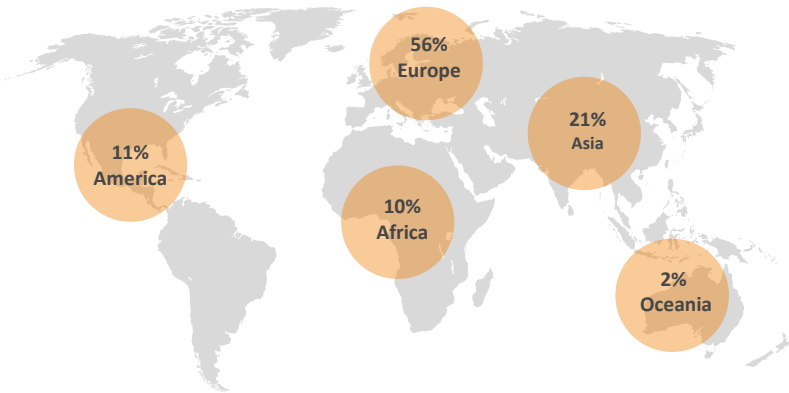 56%
Europe
21%
Asia
11%
America
10%
Africa
2%
Oceania